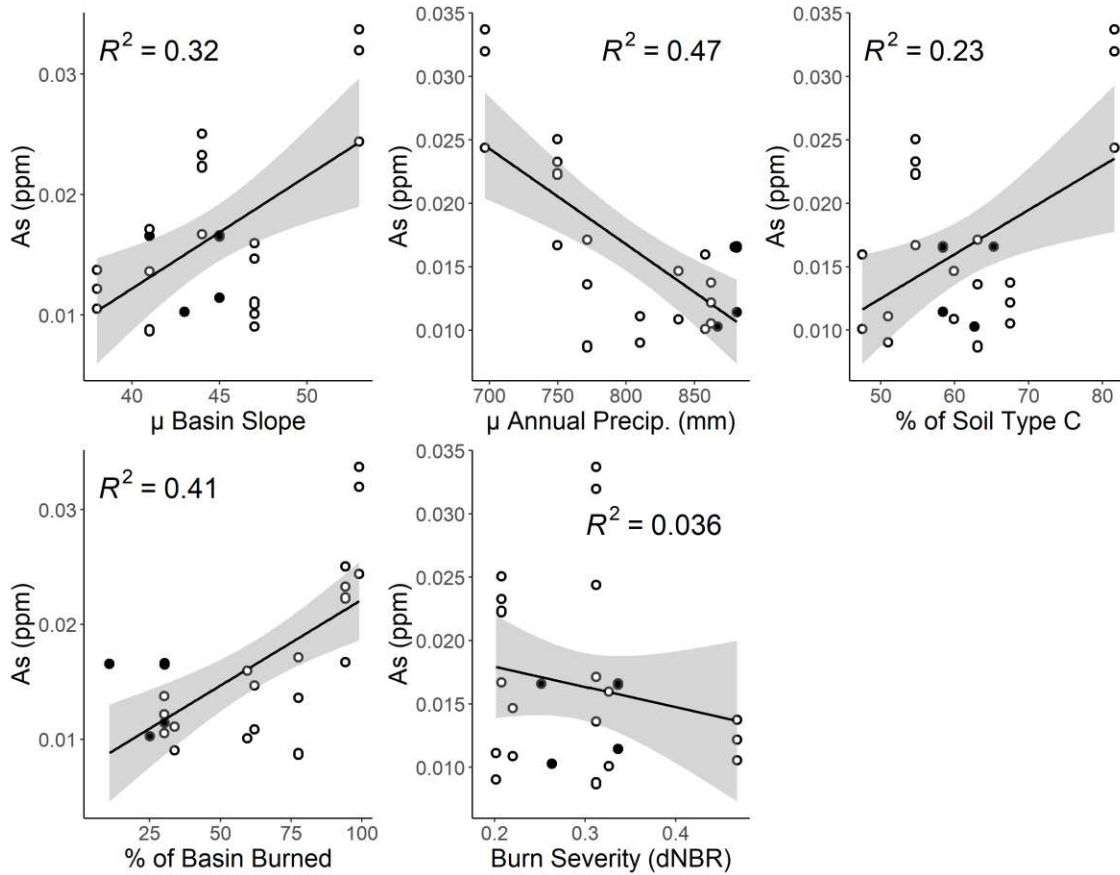 R² = 0.32
0.03
0.02
0.01
As (ppm)
40
45
50
μ Basin Slope
R² = 0.47
0.035
0.030
0.025
0.020
0.015
0.010
As (ppm)
700
750
800
850
μ Annual Precip. (mm)
R² = 0.23
0.035
0.030
0.025
0.020
0.015
0.010
As (ppm)
50
60
70
80
% of Soil Type C
R² = 0.41
0.03
0.02
0.01
As (ppm)
25
50
75
100
% of Basin Burned
R² = 0.036
0.035
0.030
0.025
0.020
0.015
0.010
As (ppm)
0.2
0.3
0.4
Burn Severity (dNBR)